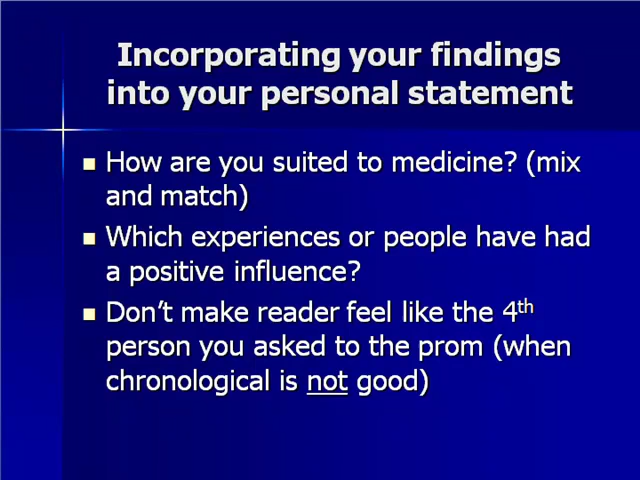 Incorporating your findings
into your personal statement
How are you suited to medicine? (mix
and match)
Which experiences or people have had
a positive influence?
Don't make reader feel like the 4th
person you asked to the prom (when
chronological is not good)